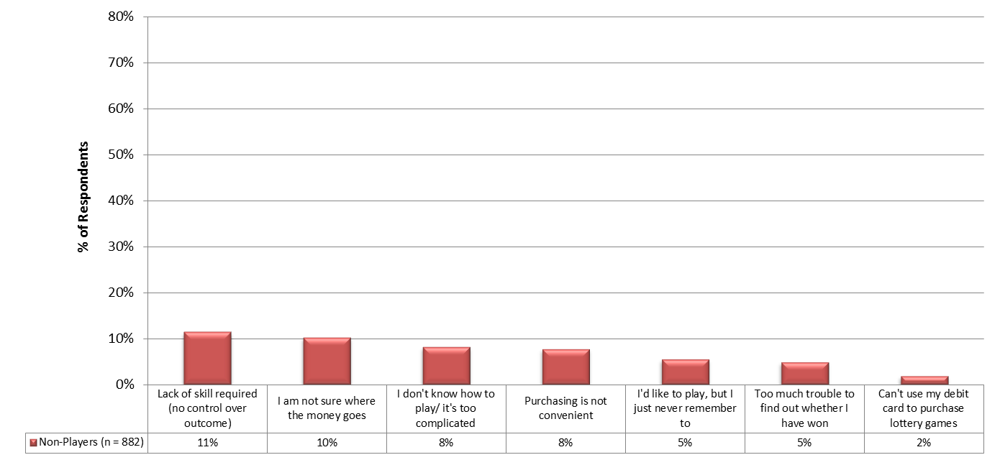 80%
70%
60%
50%
40%
30%
20%
10%
0%
% of Respondents
Lack of skill required
(no control over
outcome)
I am not sure where
the money goes
I don't know how to
play/ it's too
complicated
Purchasing is not
convenient
I'd like to play, but I
just never remember
to
Too much trouble to
find out whether I
have won
Can't use my debit
card to purchase
lottery games
Non-Players (n = 882) 11% 10% 8% 8% 5% 5% 2%